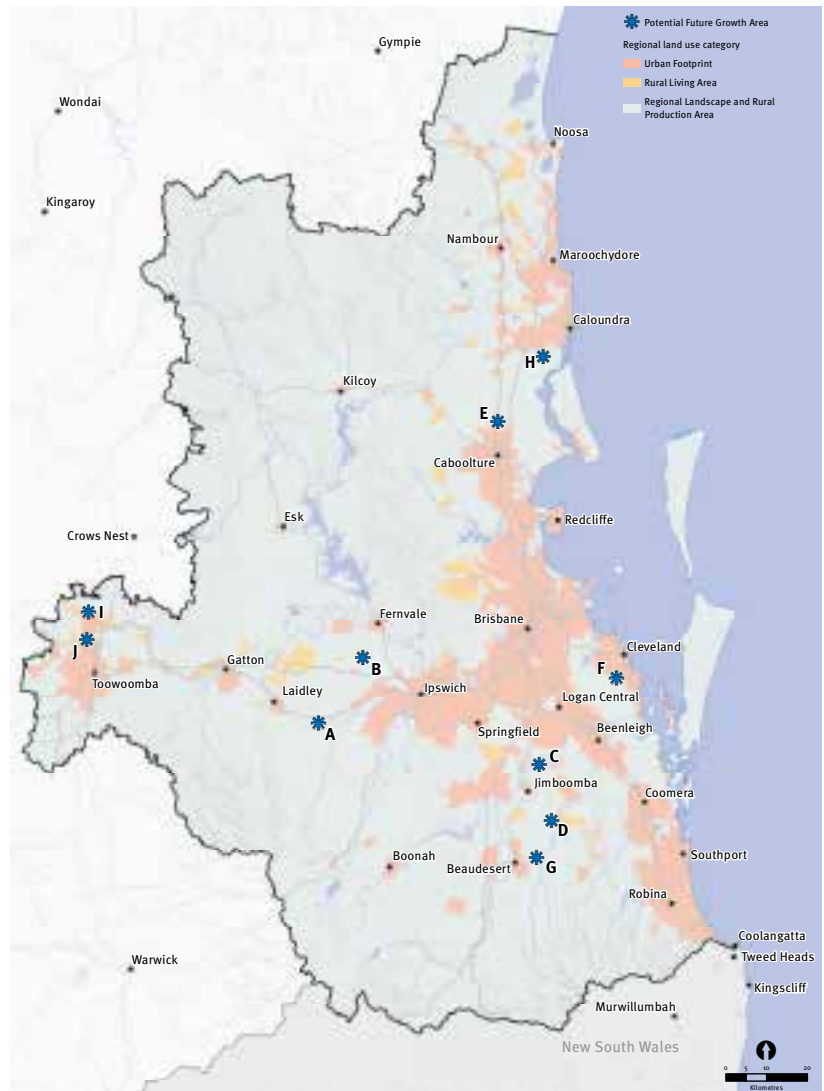 Potential Future Growth Area
Regional land use category
Urban Footprint
Rural Living Area
Regional Landscape and Rural
Production Area
Gympie
Wondai
Noosa
Kingaroy
Nambour
Maroochydore
Caloundra
H
Kilcoy
E
Caboolture
Esk
Redcliffe
Crows Nest
I
Fernvale
Brisbane
J
Cleveland
B
F
Gatton
Toowoomba
Laidley
Ipswich
Logan Central
A
Springfield
Beenleigh
C
Jimboomba
Coomera
D
Boonah
Beaudesert
G
Southport
Robina
Coolangatta
Tweed Heads
Warwick
Kingscliff
Murwillumbah
New South Wales
0 5 10 20
Kilometres